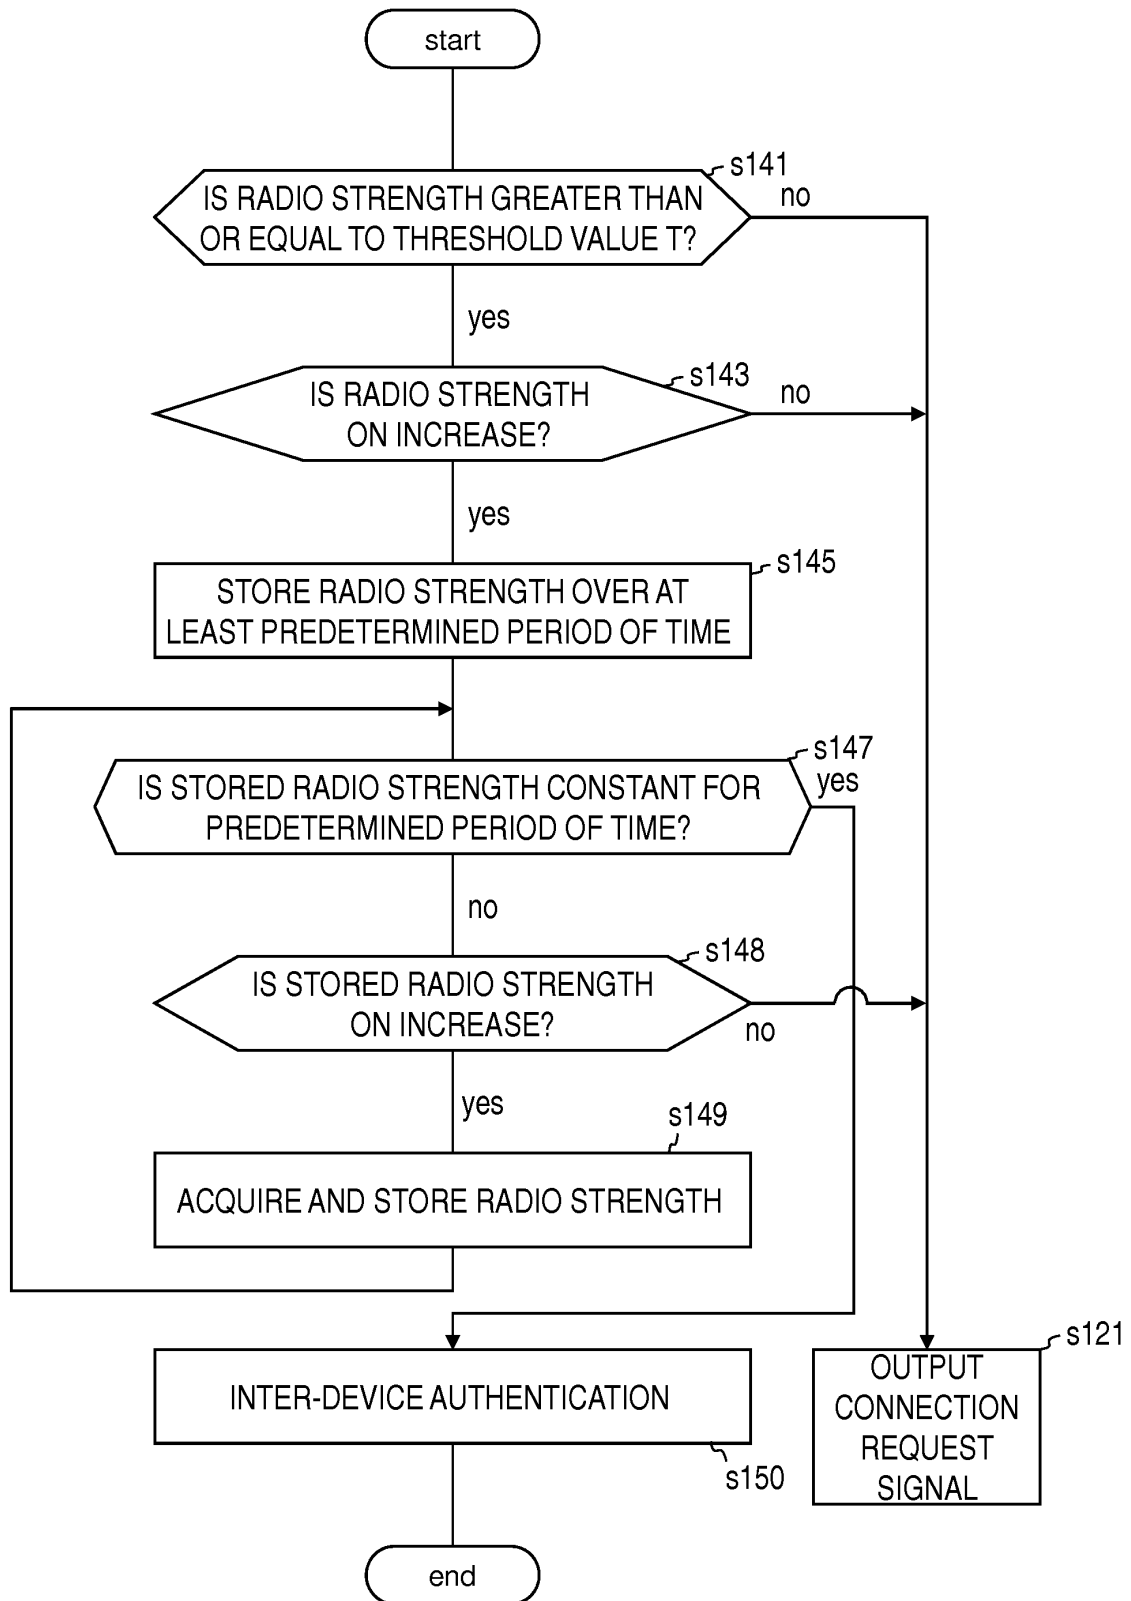 start
s141
IS RADIO STRENGTH GREATER THAN
OR EQUAL TO THRESHOLD VALUE T?
no
yes
s143
IS RADIO STRENGTH
ON INCREASE?
no
yes
s145
STORE RADIO STRENGTH OVER AT
LEAST PREDETERMINED PERIOD OF TIME
s147
IS STORED RADIO STRENGTH CONSTANT FOR
PREDETERMINED PERIOD OF TIME?
yes
no
s148
IS STORED RADIO STRENGTH
ON INCREASE?
no
yes
s149
ACQUIRE AND STORE RADIO STRENGTH
s121
OUTPUT
CONNECTION
REQUEST
SIGNAL
INTER-DEVICE AUTHENTICATION
s150
end